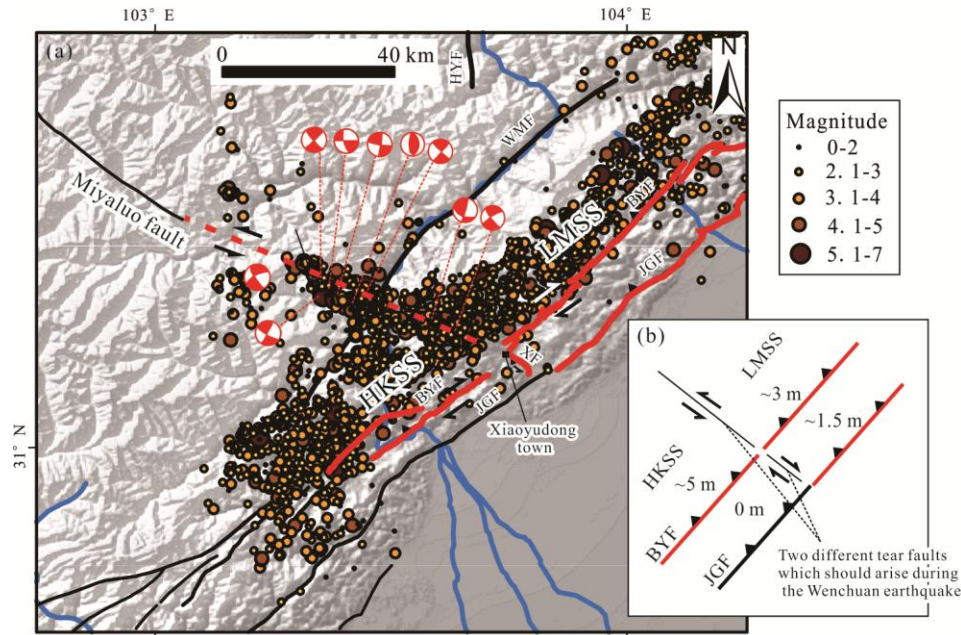 103° E
104° E
(a)
0
40 km
HYF
N
WMF
Magnitude
0-2
2. 1-3
3. 1-4
4. 1-5
5. 1-7
Miyaluo fault
LMSS
BYF
JGF
HKSS
BYF
JGF
XF
Xiaoyudong
town
31° N
(b)
LMSS
~3 m
~1.5 m
HKSS
~5 m
0 m
BYF
JGF
Two different tear faults
which should arise during
the Wenchuan earthquake